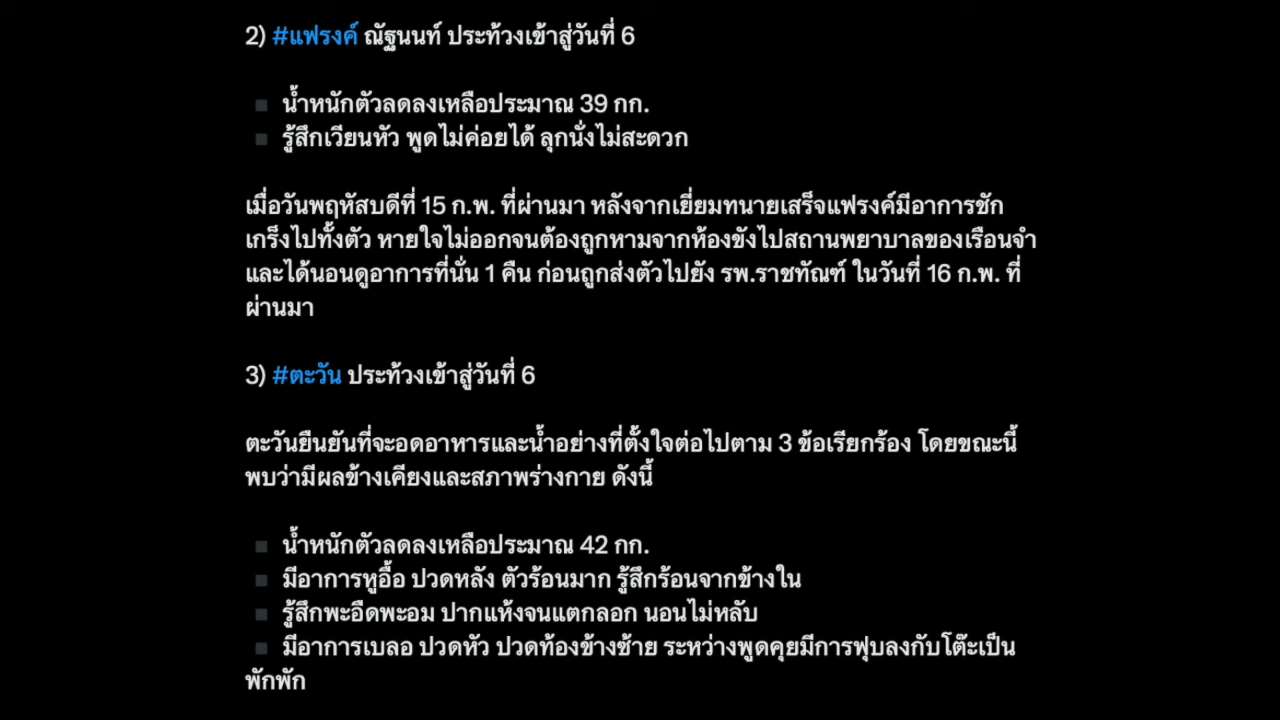 2) #แฟรงค์ ณัฐนนท์ ประท้วงเข้าสู่วันที่ 6
▪ น้ำหนักตัวลดลงเหลือประมาณ 39 กก.
▪ รู้สึกเวียนหัว พูดไม่ค่อยได้ ลุกนั่งไม่สะดวก
เมื่อวันพฤหัสบดีที่ 15 ก.พ. ที่ผ่านมา หลังจากเยี่ยมทนายเสร็จแฟรงค์มีอาการชัก
เกร็งไปทั้งตัว หายใจไม่ออกจนต้องถูกหามจากห้องขังไปสถานพยาบาลของเรือนจำ
และได้นอนดูอาการที่นั่น 1 คืน ก่อนถูกส่งตัวไปยัง รพ.ราชทัณฑ์ ในวันที่ 16 ก.พ. ที่
ผ่านมา
3) #ตะวัน ประท้วงเข้าสู่วันที่ 6
ตะวันยืนยันที่จะอดอาหารและน้ำอย่างที่ตั้งใจต่อไปตาม 3 ข้อเรียกร้อง โดยขณะนี้
พบว่ามีผลข้างเคียงและสภาพร่างกาย ดังนี้
▪ น้ำหนักตัวลดลงเหลือประมาณ 42 กก.
▪ มีอาการหูอื้อ ปวดหลัง ตัวร้อนมาก รู้สึกร้อนจากข้างใน
▪ รู้สึกพะอืดพะอม ปากแห้งจนแตกลอก นอนไม่หลับ
▪ มีอาการเบลอ ปวดหัว ปวดท้องข้างซ้าย ระหว่างพูดคุยมีการฟุบลงกับโต๊ะเป็น
พักพัก